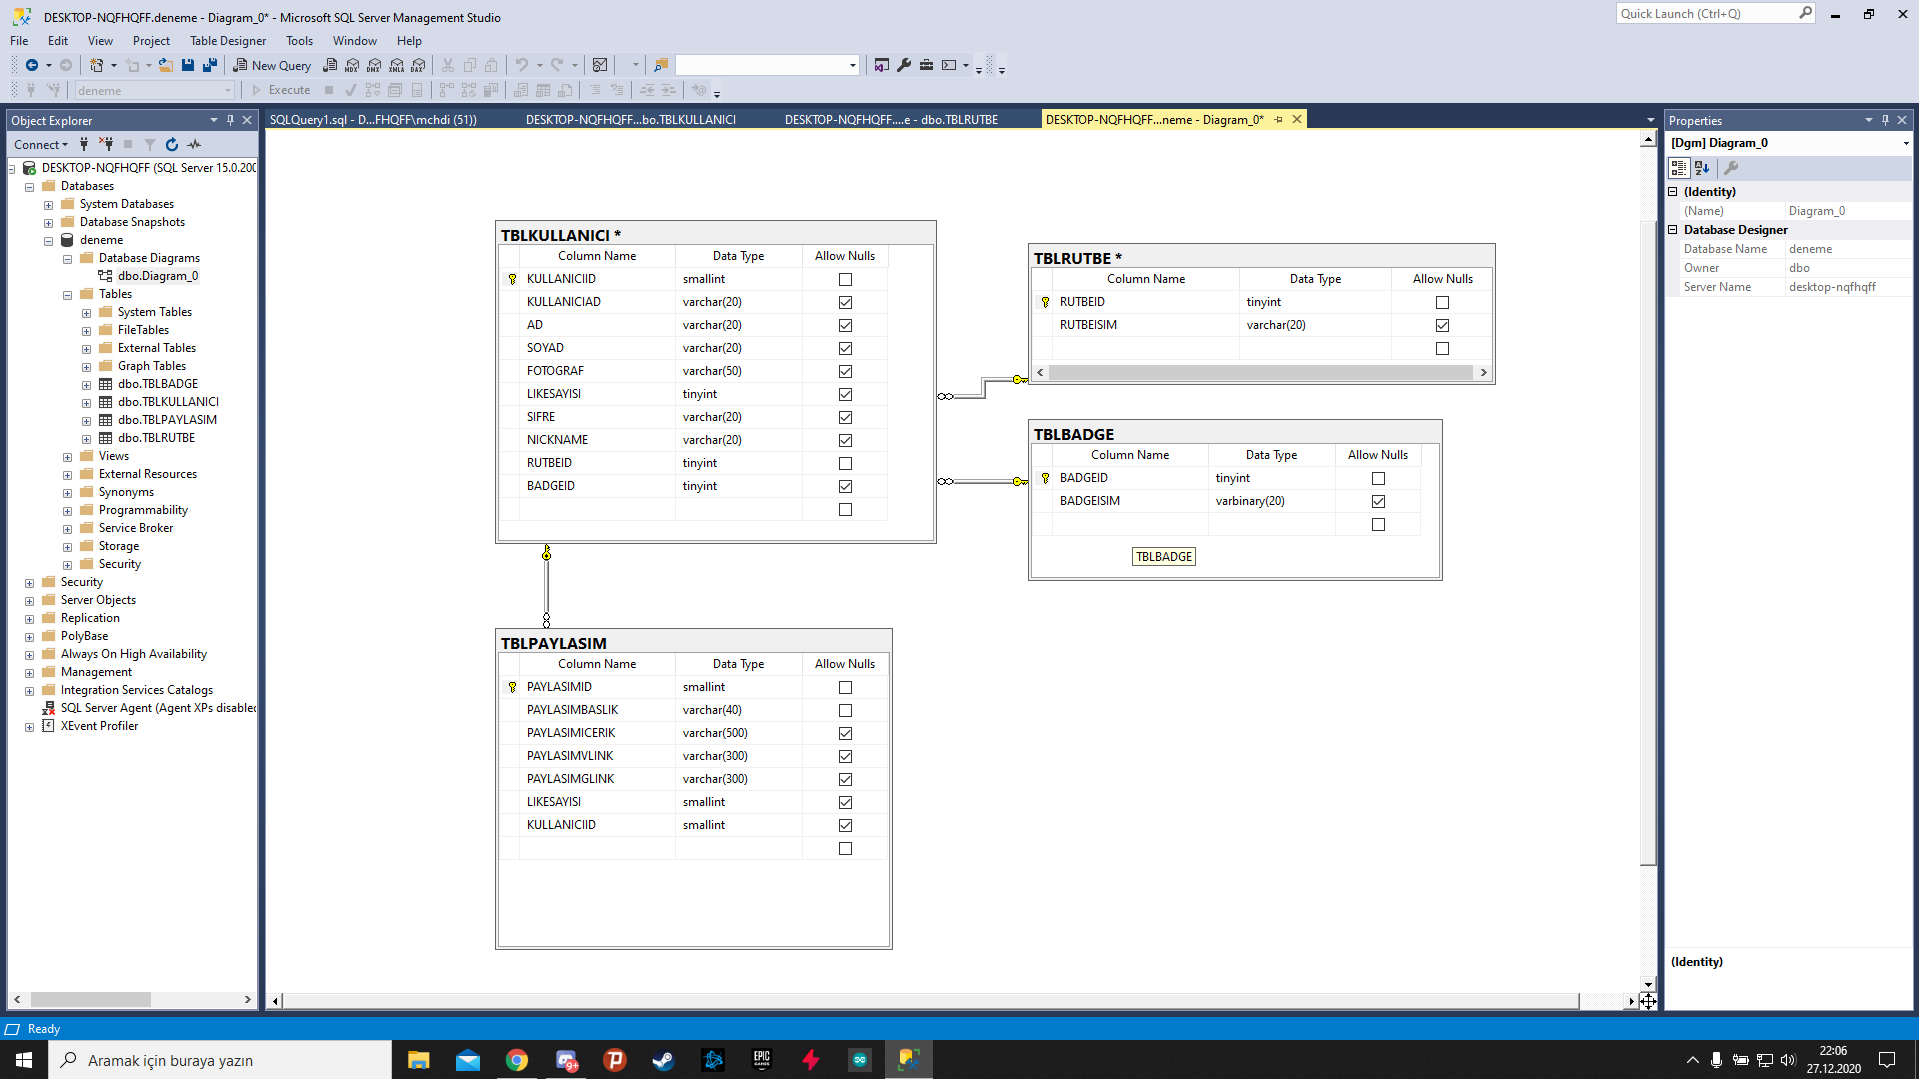 DESKTOP-NQFHQFF.deneme - Diagram_0* - Microsoft SQL Server Management Studio
Quick Launch (Ctrl+Q)
File Edit View Project Table Designer Tools Window Help
New Query
MDX DMX XMLA DAX
deneme
Execute
Object Explorer
Connect
DESKTOP-NQFHQFF (SQL Server 15.0.200
Databases
System Databases
Database Snapshots
deneme
Database Diagrams
dbo.Diagram_0
Tables
System Tables
FileTables
External Tables
Graph Tables
dbo.TBLBADGE
dbo.TBLKULLANICI
dbo.TBLPAYLASIM
dbo.TBLRUTBE
Views
External Resources
Synonyms
Programmability
Service Broker
Storage
Security
Security
Server Objects
Replication
PolyBase
Always On High Availability
Management
Integration Services Catalogs
SQL Server Agent (Agent XPs disabled
XEvent Profiler
SQLQuery1.sql - D...FHQFF\mchdi (51))
DESKTOP-NQFHQFF...bo.TBLKULLANICI
DESKTOP-NQFHQFF....e - dbo.TBLRUTBE
DESKTOP-NQFHQFF...neme - Diagram_0*
TBLKULLANICI *
Column Name Data Type Allow Nulls
KULLANICIID smallint
KULLANICIAD varchar(20)
AD varchar(20)
SOYAD varchar(20)
FOTOGRAF varchar(50)
LIKESAYISI tinyint
SIFRE varchar(20)
NICKNAME varchar(20)
RUTBEID tinyint
BADGEID tinyint
TBLRUTBE *
Column Name Data Type Allow Nulls
RUTBEID tinyint
RUTBEISIM varchar(20)
TBLBADGE
Column Name Data Type Allow Nulls
BADGEID tinyint
BADGEISIM varbinary(20)
TBLBADGE
TBLPAYLASIM
Column Name Data Type Allow Nulls
PAYLASIMID smallint
PAYLASIMBASLIK varchar(40)
PAYLASIMICERIK varchar(500)
PAYLASIMVLINK varchar(300)
PAYLASIMGLINK varchar(300)
LIKESAYISI smallint
KULLANICIID smallint
Properties
[Dgm] Diagram_0
(Identity)
(Name) Diagram_0
Database Designer
Database Name deneme
Owner dbo
Server Name desktop-nqfhqff
(Identity)
Ready
Aramak için buraya yazın
EPIC GAMES
22:06
27.12.2020